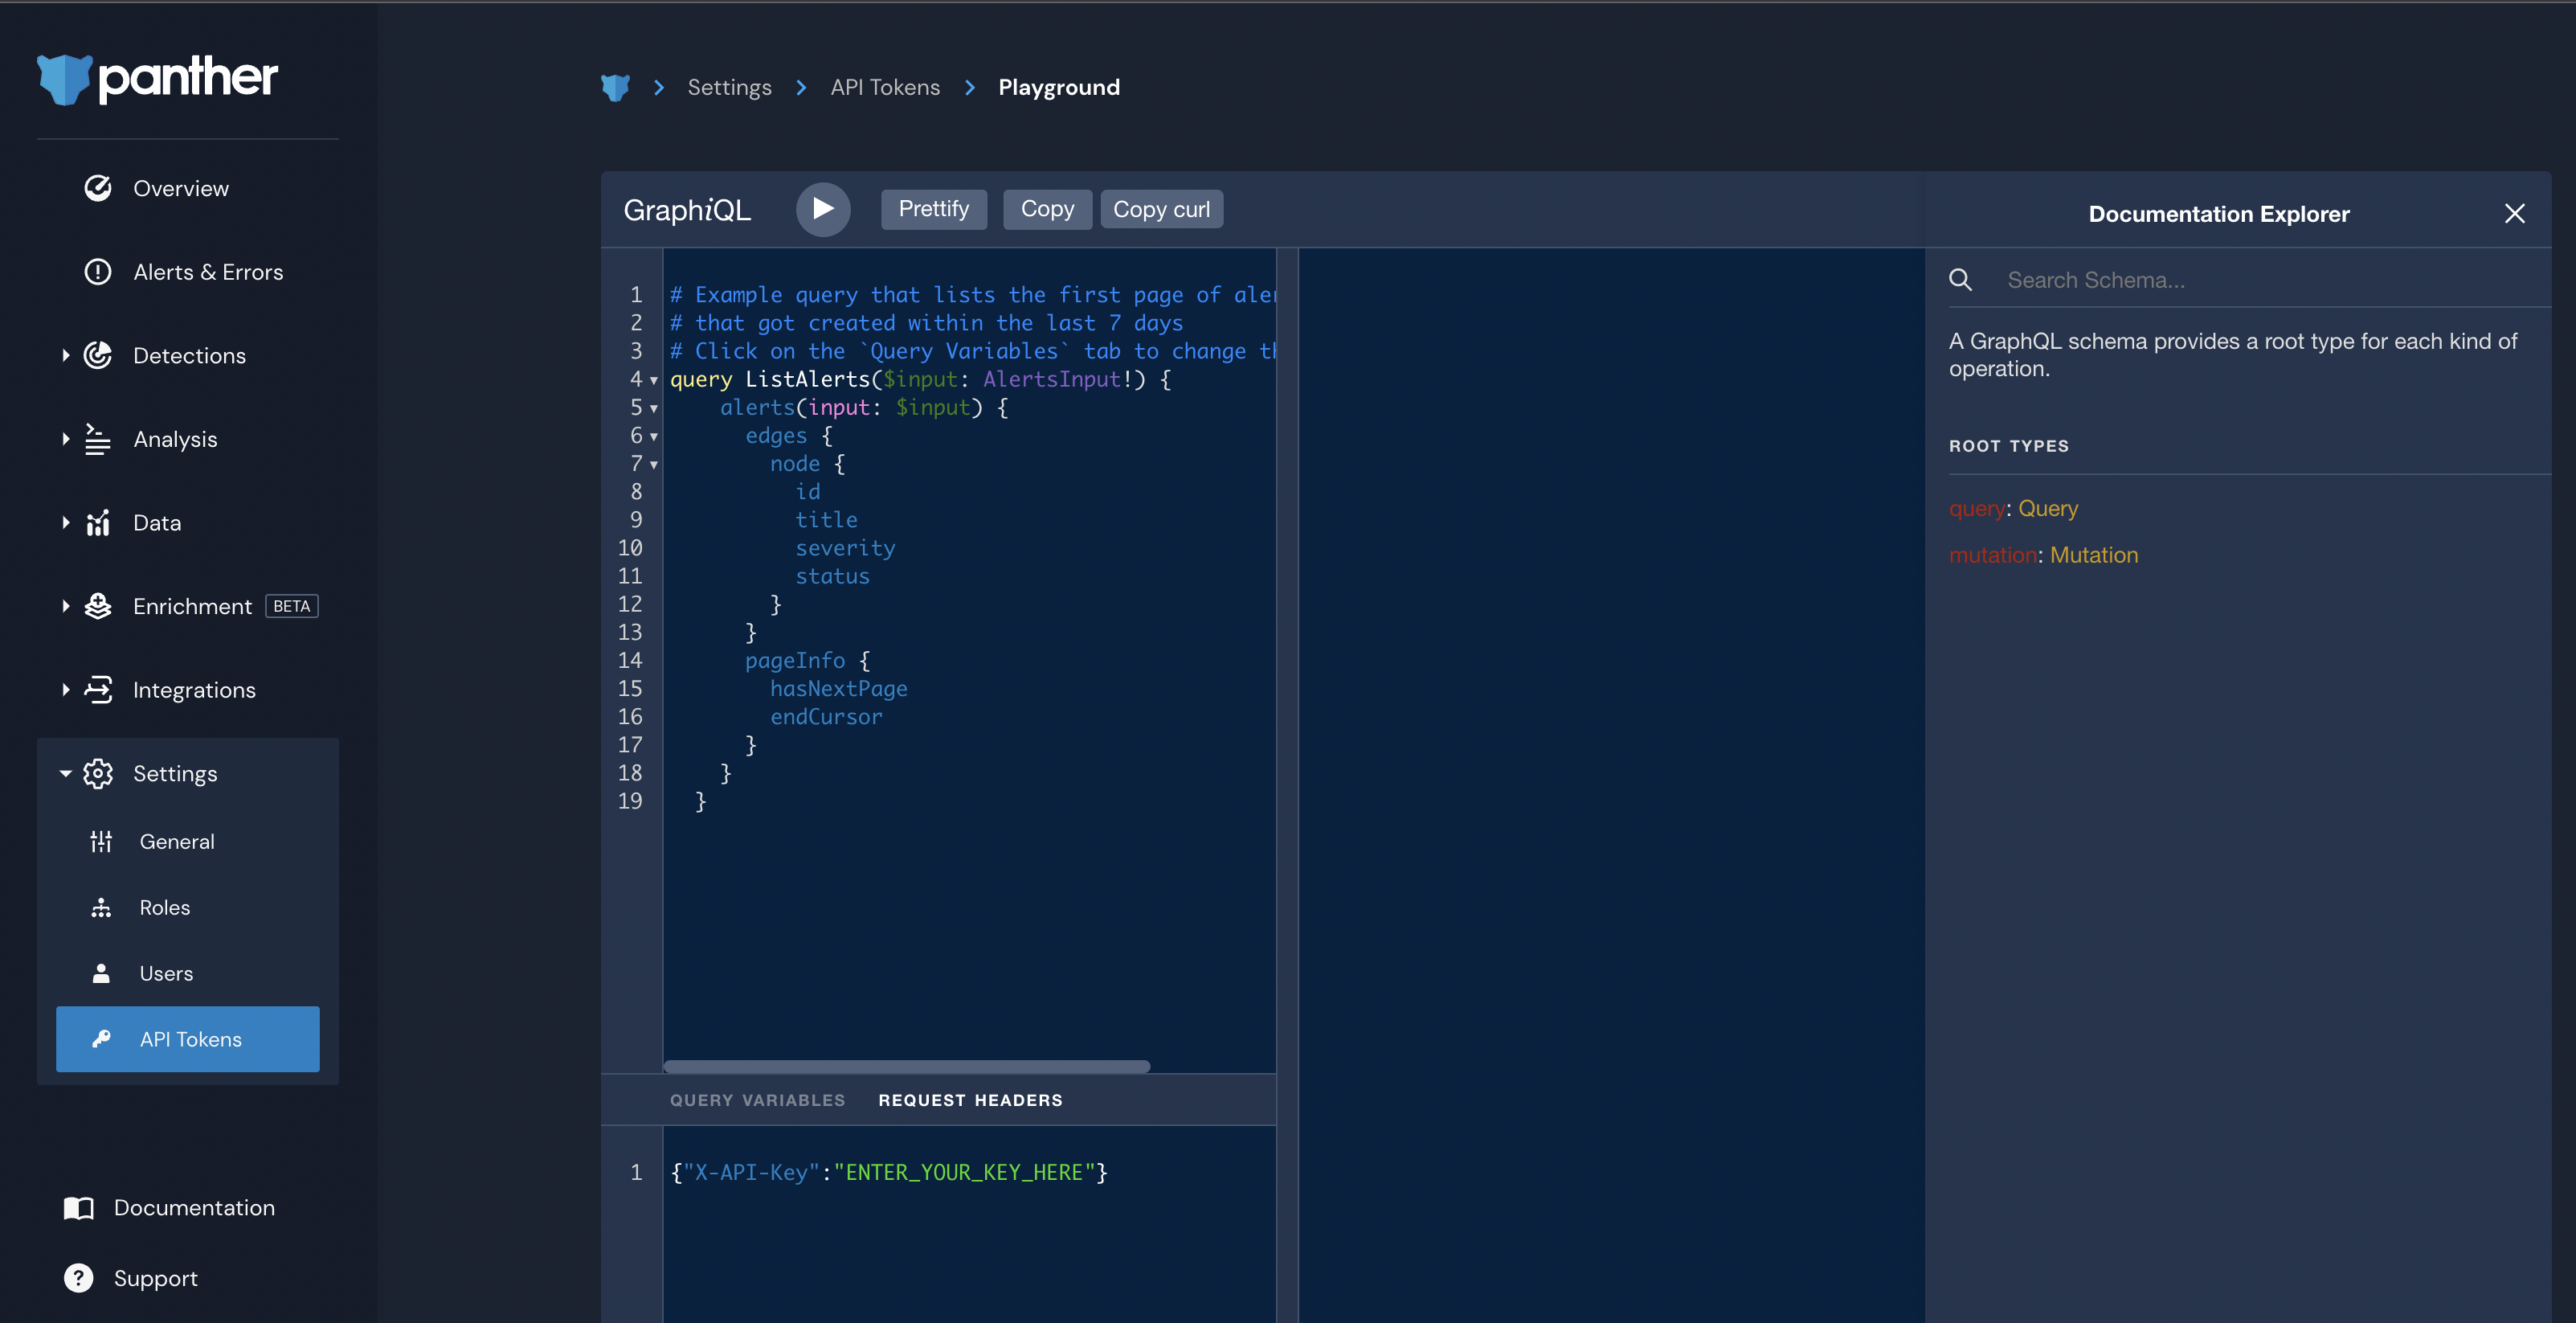 panther
Overview
Alerts & Errors
Detections
Analysis
Data
Enrichment BETA
Integrations
Settings
General
Roles
Users
API Tokens
Documentation
Support
Settings API Tokens Playground
GraphiQL Prettify Copy Copy curl
1 # Example query that lists the first page of
2 # that got created within the last 7 days
3 # Click on the `Query Variables` tab to change
4 query ListAlerts($input: AlertsInput!) {
5 alerts(input: $input) {
6 edges {
7 node {
8 id
9 title
10 severity
11 status
12 }
13 }
14 pageInfo {
15 hasNextPage
16 endCursor
17 }
18 }
19 }
QUERY VARIABLES REQUEST HEADERS
1 {"X-API-Key":"ENTER_YOUR_KEY_HERE"}
Documentation Explorer
Search Schema...
A GraphQL schema provides a root type for each kind of
operation.
ROOT TYPES
query: Query
mutation: Mutation